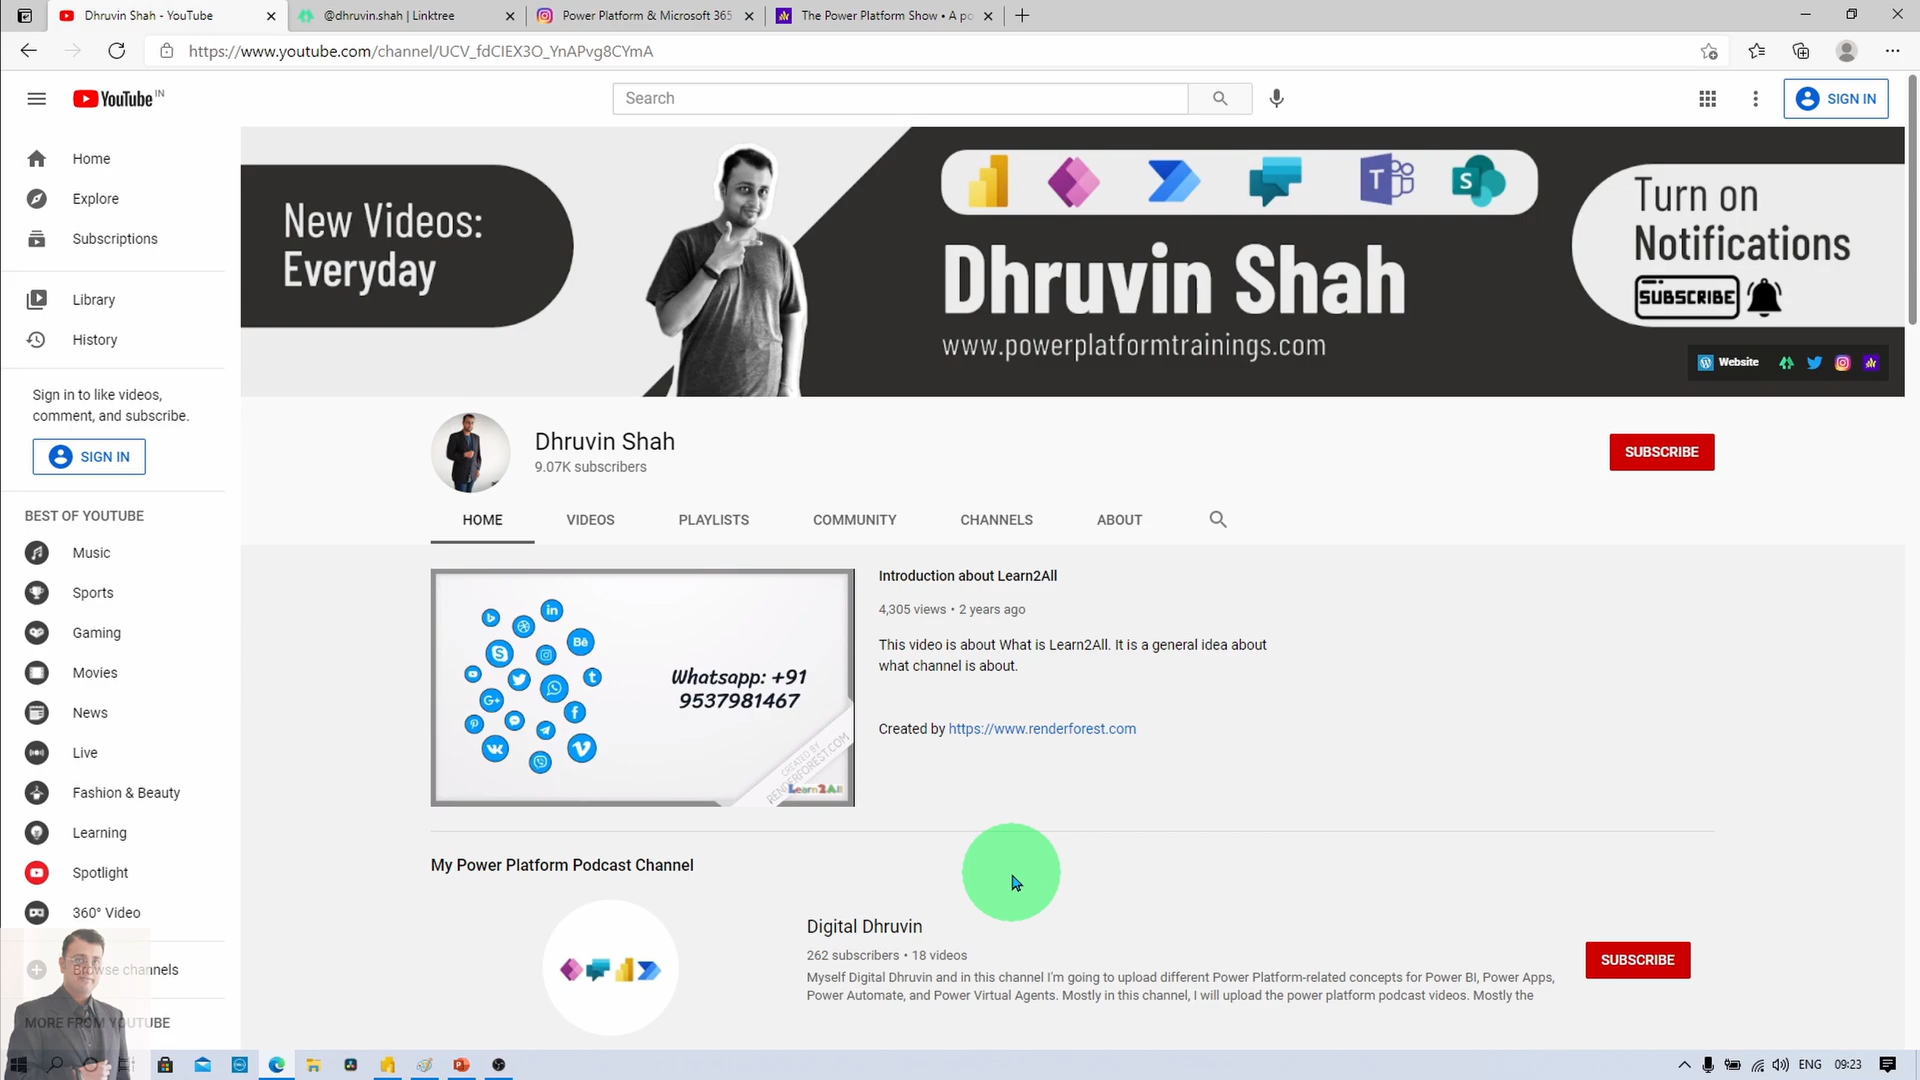 Dhruvin Shah - YouTube
@dhruvin.shah | Linktree
Power Platform & Microsoft 365
The Power Platform Show • A po
https://www.youtube.com/channel/UCV_fdCIEX3O_YnAPvg8CYmA
YouTube IN
Search
SIGN IN
Home
Explore
Subscriptions
Library
History
Sign in to like videos,
comment, and subscribe.
SIGN IN
BEST OF YOUTUBE
Music
Sports
Gaming
Movies
News
Live
Fashion & Beauty
Learning
Spotlight
360° Video
Browse channels
MORE FROM YOUTUBE
New Videos:
Everyday
Dhruvin Shah
www.powerplatformtrainings.com
Turn on
Notifications
SUBSCRIBE
Website
Dhruvin Shah
9.07K subscribers
SUBSCRIBE
HOME
VIDEOS
PLAYLISTS
COMMUNITY
CHANNELS
ABOUT
Whatsapp: +91
9537981467
CREATED BY
RENDERFOREST.COM
Learn2All
Introduction about Learn2All
4,305 views • 2 years ago
This video is about What is Learn2All. It is a general idea about
what channel is about.
Created by https://www.renderforest.com
My Power Platform Podcast Channel
Digital Dhruvin
262 subscribers • 18 videos
Myself Digital Dhruvin and in this channel I'm going to upload different Power Platform-related concepts for Power BI, Power Apps,
Power Automate, and Power Virtual Agents. Mostly in this channel, I will upload the power platform podcast videos. Mostly the
SUBSCRIBE
ENG
09:23